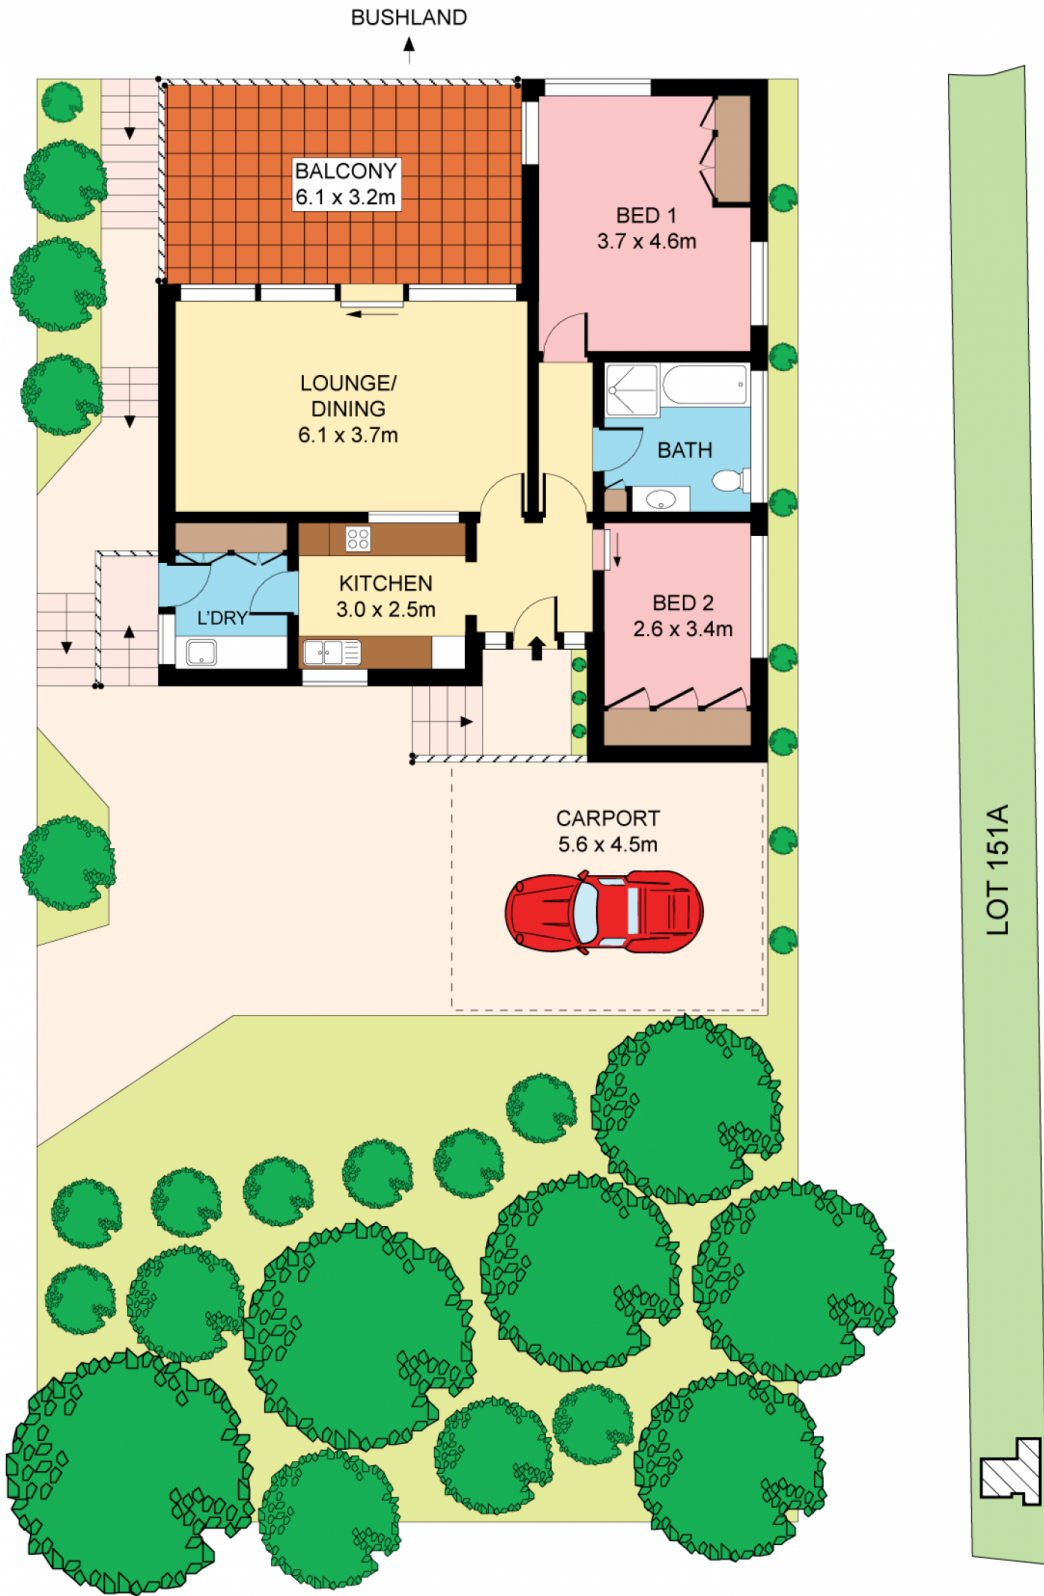 BUSHLAND
BALCONY
6.1 x 3.2m
BED 1
3.7 x 4.6m
LOUNGE/
DINING
6.1 x 3.7m
BATH
KITCHEN
3.0 x 2.5m
L'DRY
BED 2
2.6 x 3.4m
CARPORT
5.6 x 4.5m
LOT 151A